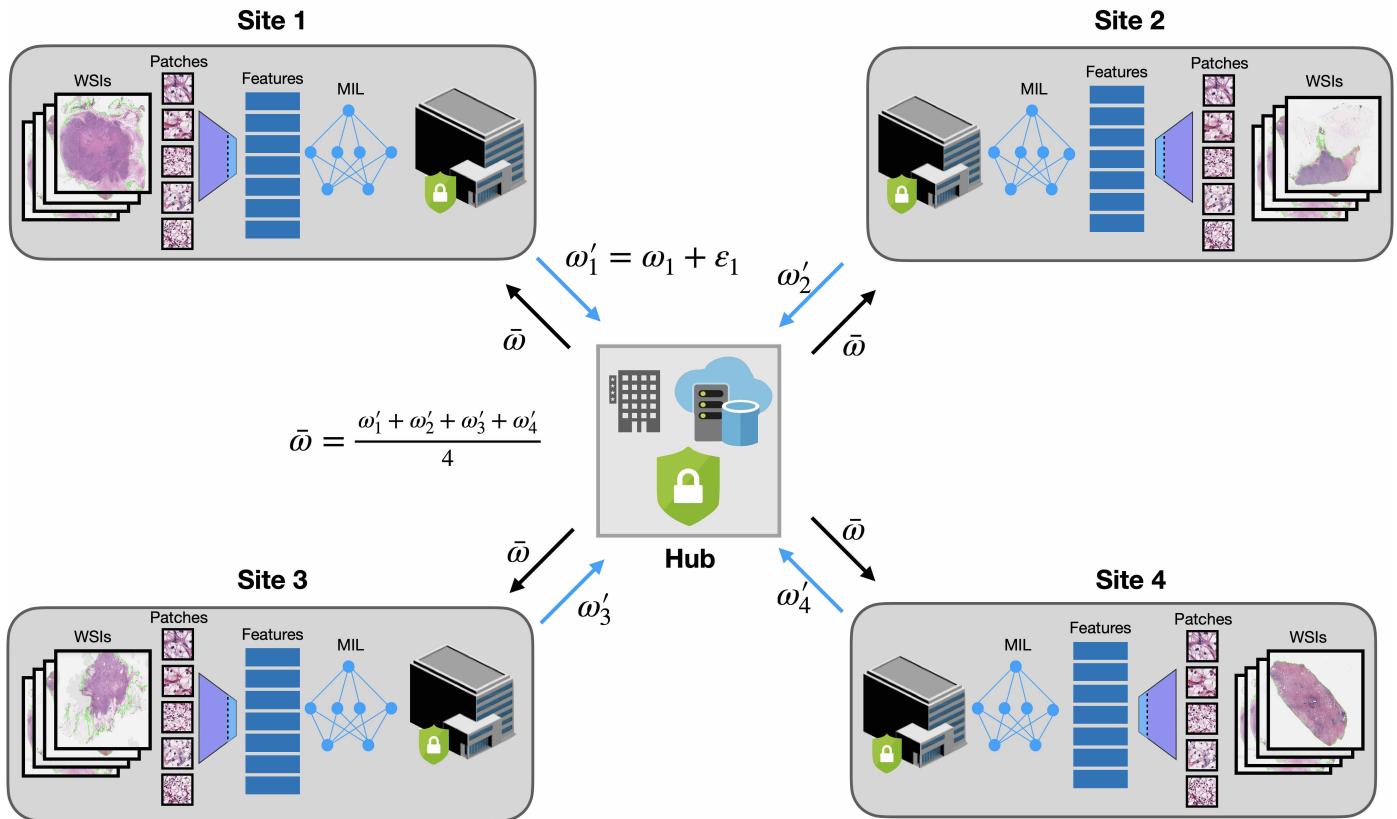 Site 1
Site 2
WSIs
Patches
Features
MIL
MIL
Features
Patches
WSIs
ω′₁ = ω₁ + ε₁
ω′₂
ω̄
ω̄
ω̄ = (ω′₁ + ω′₂ + ω′₃ + ω′₄) / 4
Hub
ω̄
ω̄
ω′₃
ω′₄
Site 3
Site 4
WSIs
Patches
Features
MIL
MIL
Features
Patches
WSIs